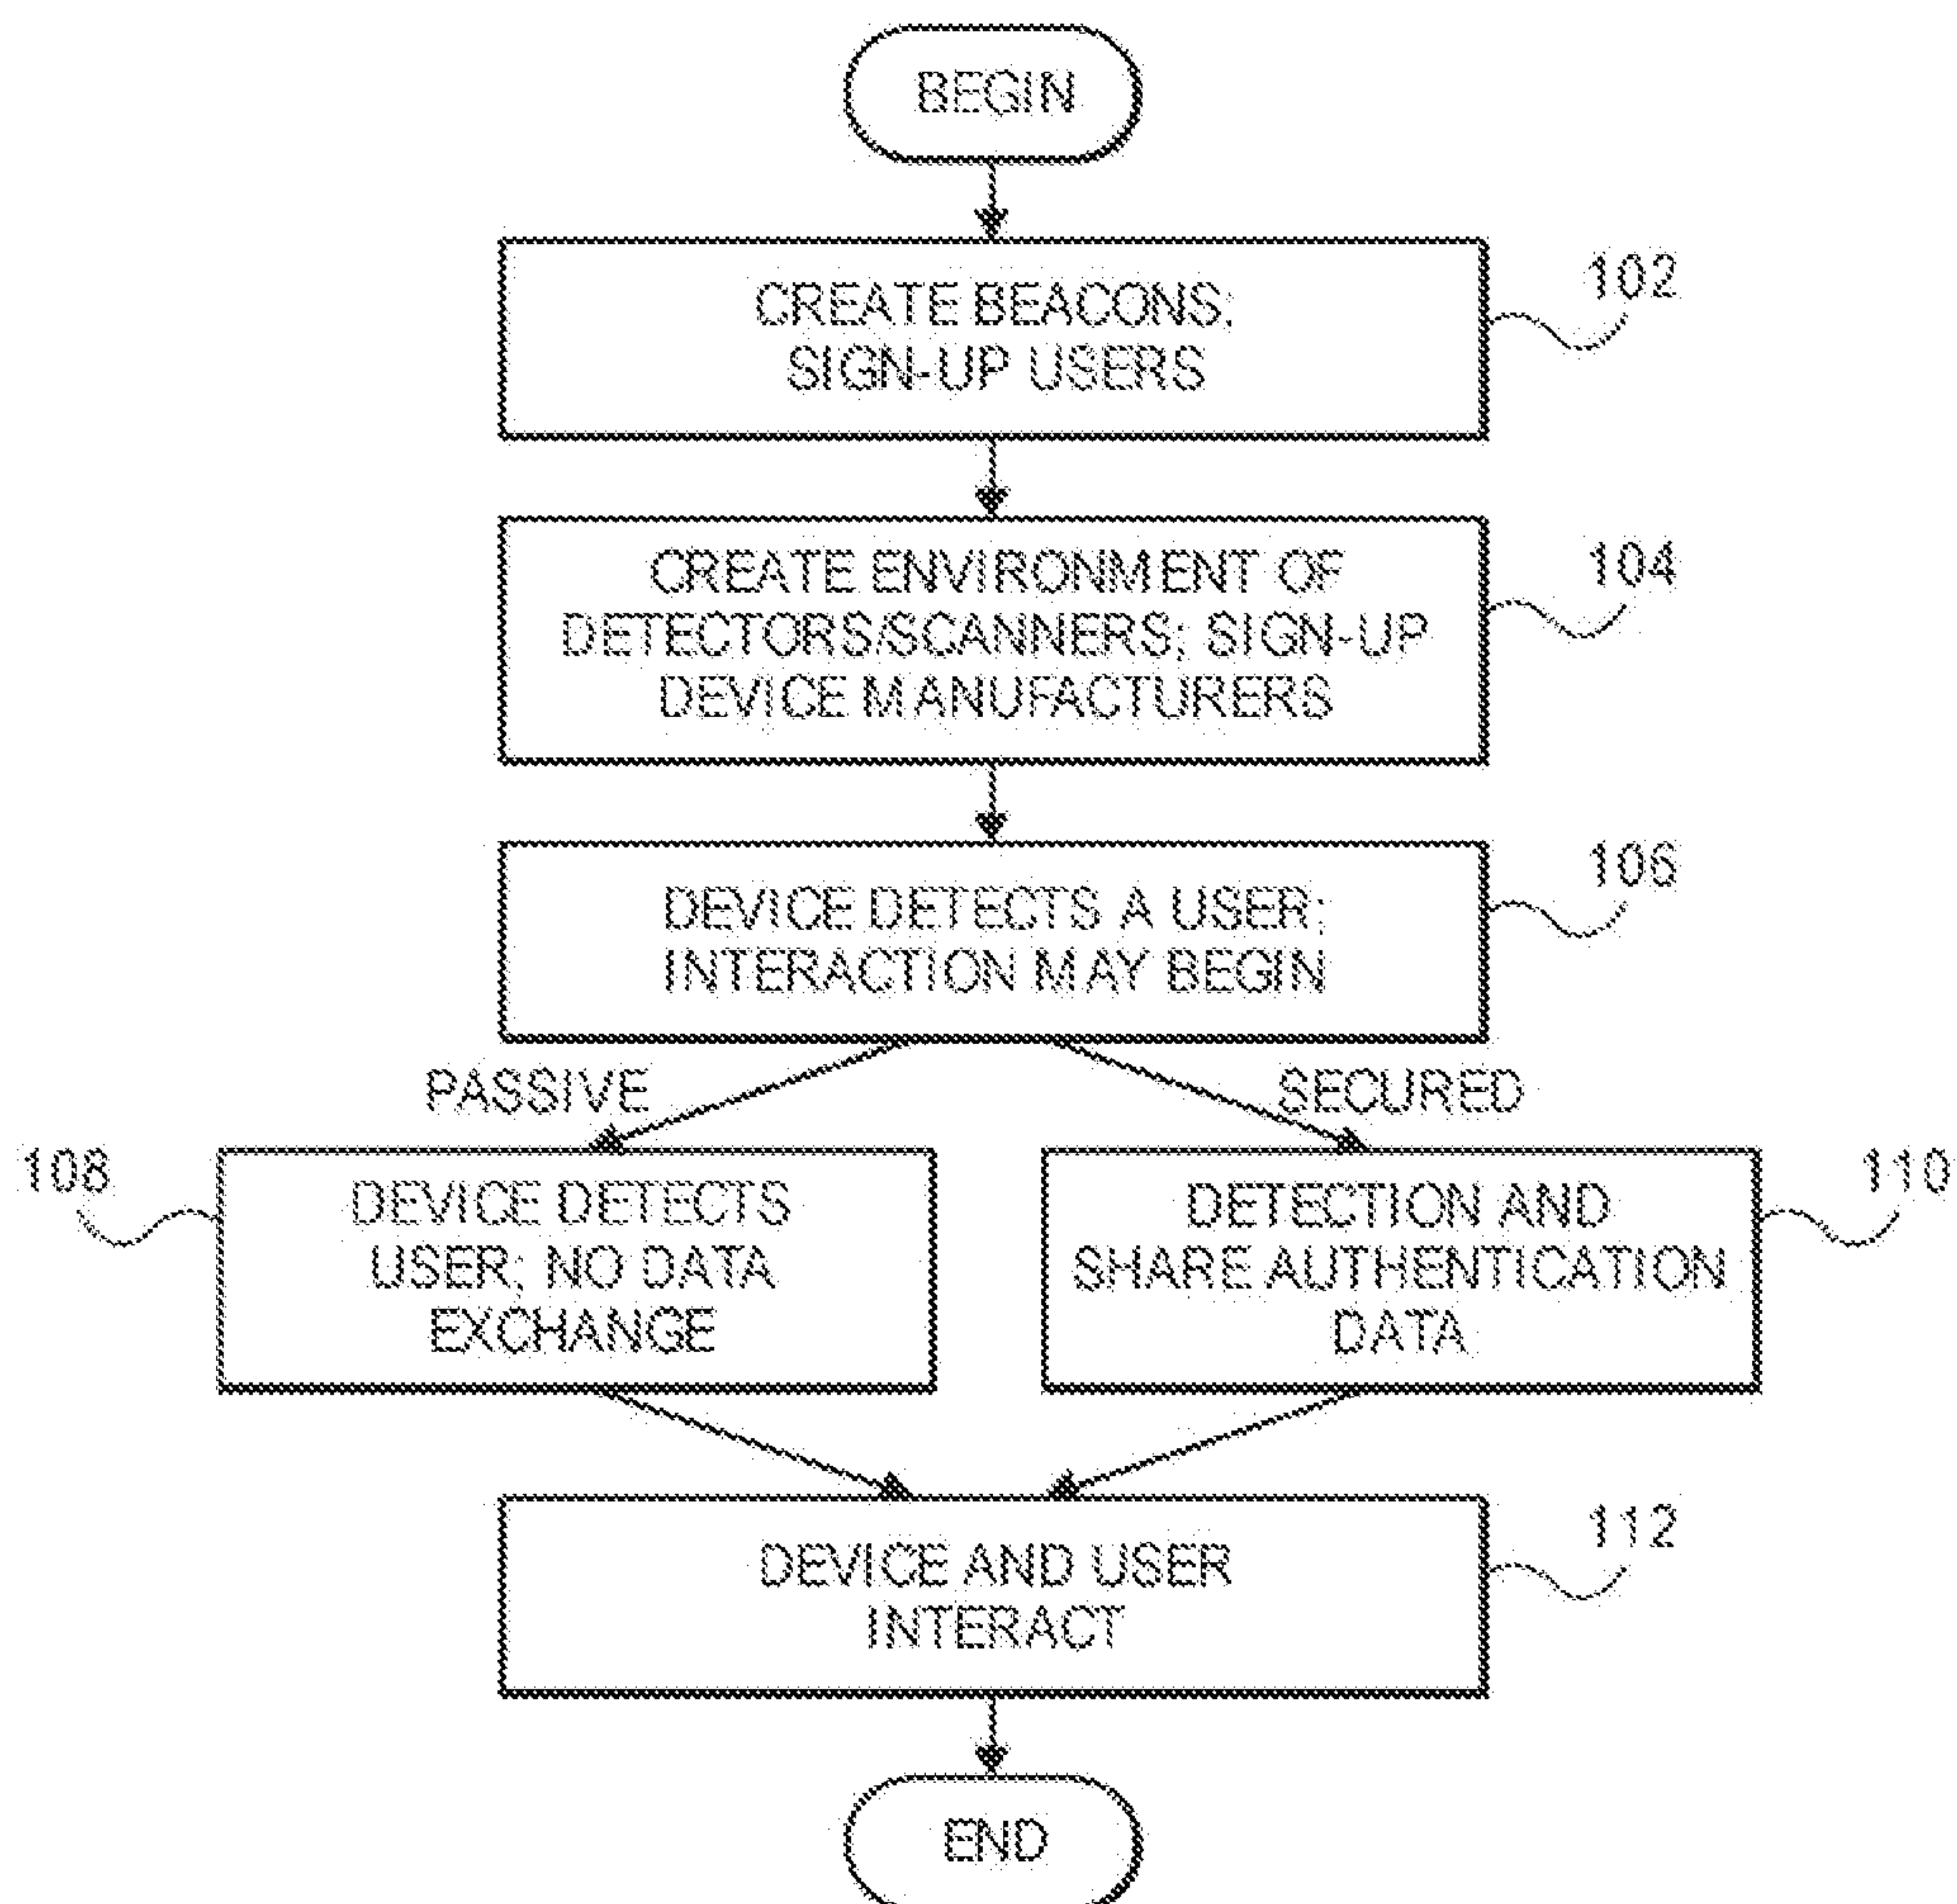 BEGIN
CREATE BEACONS;
SIGN-UP USERS
102
CREATE ENVIRONMENT OF
DETECTORS/SCANNERS; SIGN-UP
DEVICE MANUFACTURERS
104
DEVICE DETECTS A USER;
INTERACTION MAY BEGIN
106
PASSIVE
SECURED
108
DEVICE DETECTS
USER; NO DATA
EXCHANGE
DETECTION AND
SHARE AUTHENTICATION
DATA
110
DEVICE AND USER
INTERACT
112
END